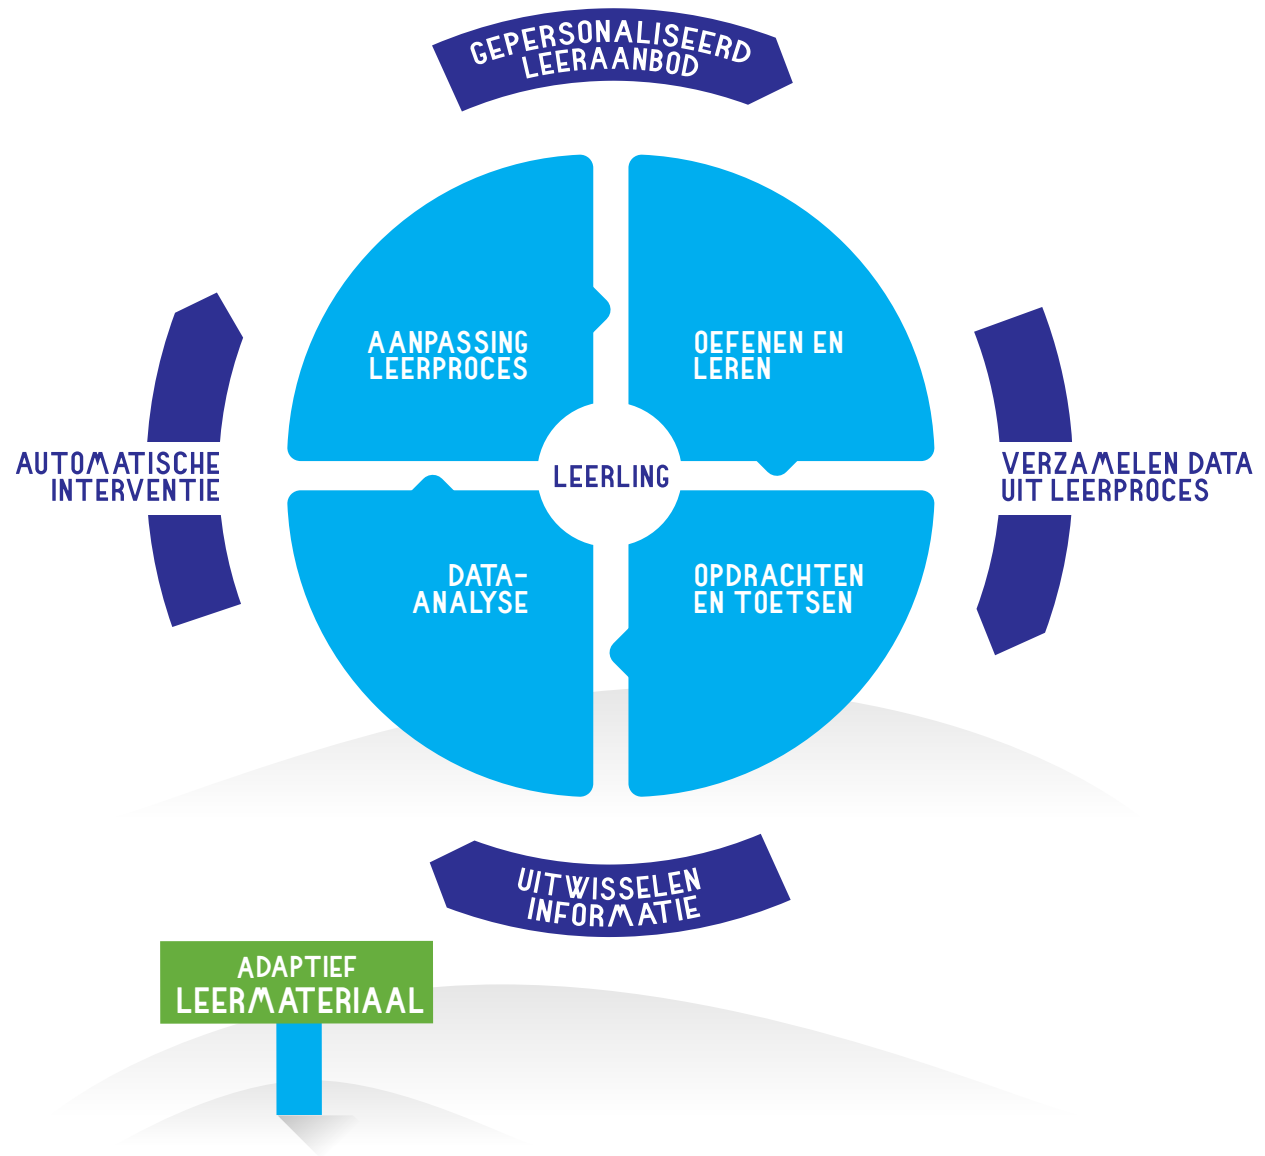 GEPERSONALISEERD
LEERAANBOD
AANPASSING
LEERPROCES
OEFENEN EN
LEREN
AUTOMATISCHE
INTERVENTIE
LEERLING
VERZAMELEN DATA
UIT LEERPROCES
DATA-
ANALYSE
OPDRACHTEN
EN TOETSEN
UITWISSELEN
INFORMATIE
ADAPTIEF
LEERMATERIAAL